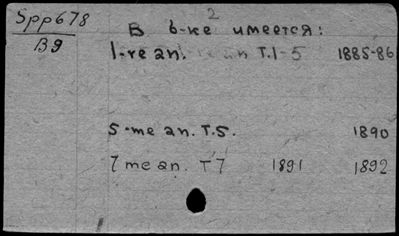 Spp678
B9
2
В б-ке имеется:
1-re an. T.1-5 1885-86
5-me an. T.5. 1890
7 me an. T7 1891 1892